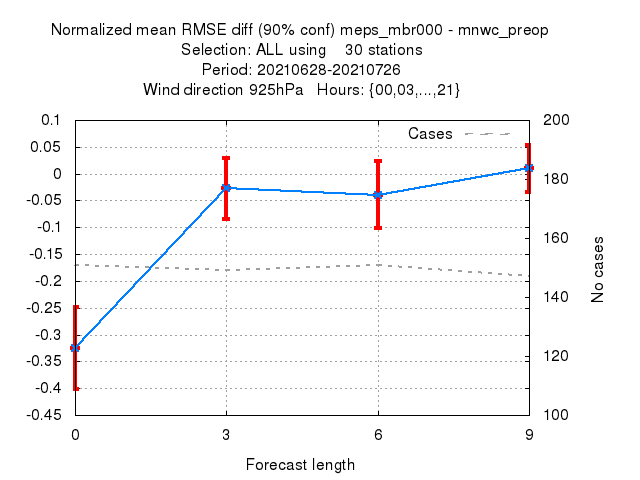 Normalized mean RMSE diff (90% conf) meps_mbr000 - mnwc_preop
Selection: ALL using 30 stations
Period: 20210628-20210726
Wind direction 925hPa Hours: {00,03,...,21}
0.1
0.05
0
-0.05
-0.1
-0.15
-0.2
-0.25
-0.3
-0.35
-0.4
-0.45
Cases
200
180
160
140
120
100
No cases
0 3 6 9
Forecast length